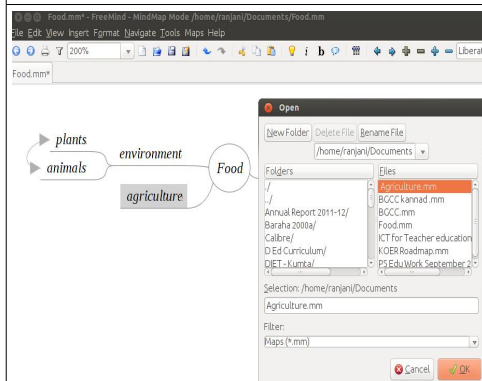 Food.mm* - FreeMind - MindMap Mode /home/ranjani/Documents/Food.mm
File Edit View Insert Format Navigate Tools Maps Help
200%
Liberat
Food.mm*
plants
animals
environment
agriculture
Food
Open
New Folder Delete File Rename File
/home/ranjani/Documents
Folders
./
../
Annual Report 2011-12/
Baraha 2000a/
Calibre/
D Ed Curriculum/
DIET - Kumta/
Files
Agriculture.mm
BGCC kannad .mm
BGCC.mm
Food.mm
ICT for Teacher education
KOER Roadmap.mm
PS Edu Work September 2
Selection: /home/ranjani/Documents
Agriculture.mm
Filter:
Maps (*.mm)
Cancel OK